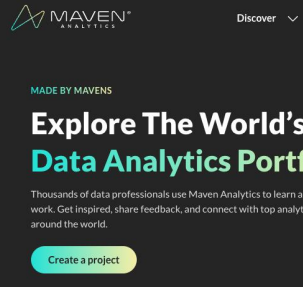 MAVEN®
ANALYTICS
Discover
MADE BY MAVENS
Explore The World's
Data Analytics Portf
Thousands of data professionals use Maven Analytics to learn a
work. Get inspired, share feedback, and connect with top analyt
around the world.
Create a project